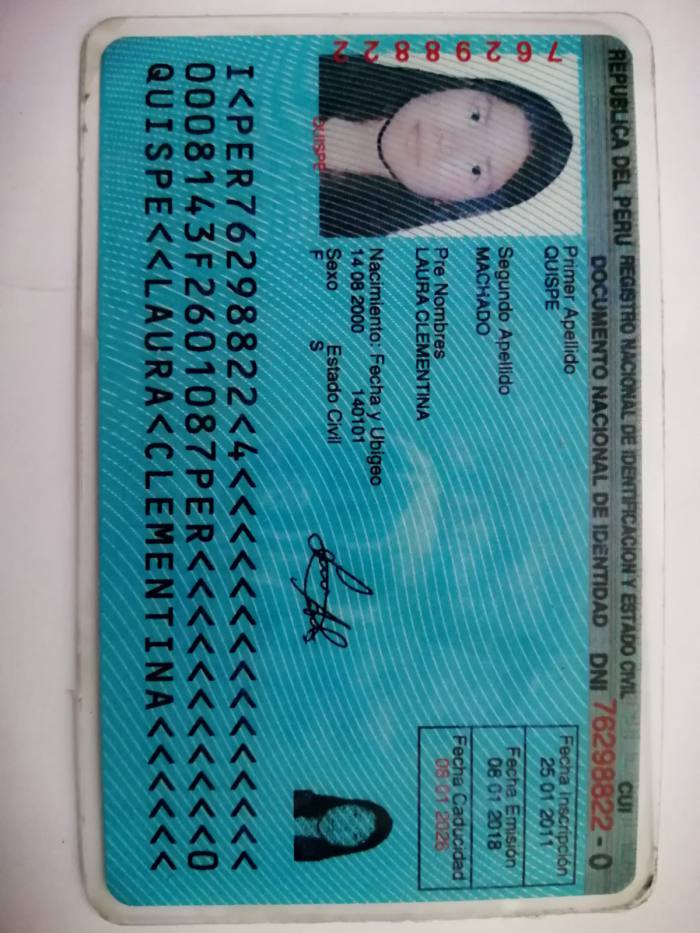 REPUBLICA DEL PERU REGISTRO NACIONAL DE IDENTIFICACION Y ESTADO CIVIL CUI
DOCUMENTO NACIONAL DE IDENTIDAD DNI 76298822 - 0
76298822
QUISPE
Primer Apellido
QUISPE
Segundo Apellido
MACHADO
Pre Nombres
LAURA CLEMENTINA
Nacimiento: Fecha y Ubigeo
14 08 2000 140101
Sexo Estado Civil
F S
Fecha Inscripción
25 01 2011
Fecha Emisión
08 01 2018
Fecha Caducidad
08 01 2026
I<PER76298822<4<<<<<<<<<<<<<<<
0008143F2601087PER<<<<<<<<<<<0
QUISPE<<LAURA<CLEMENTINA<<<<<<